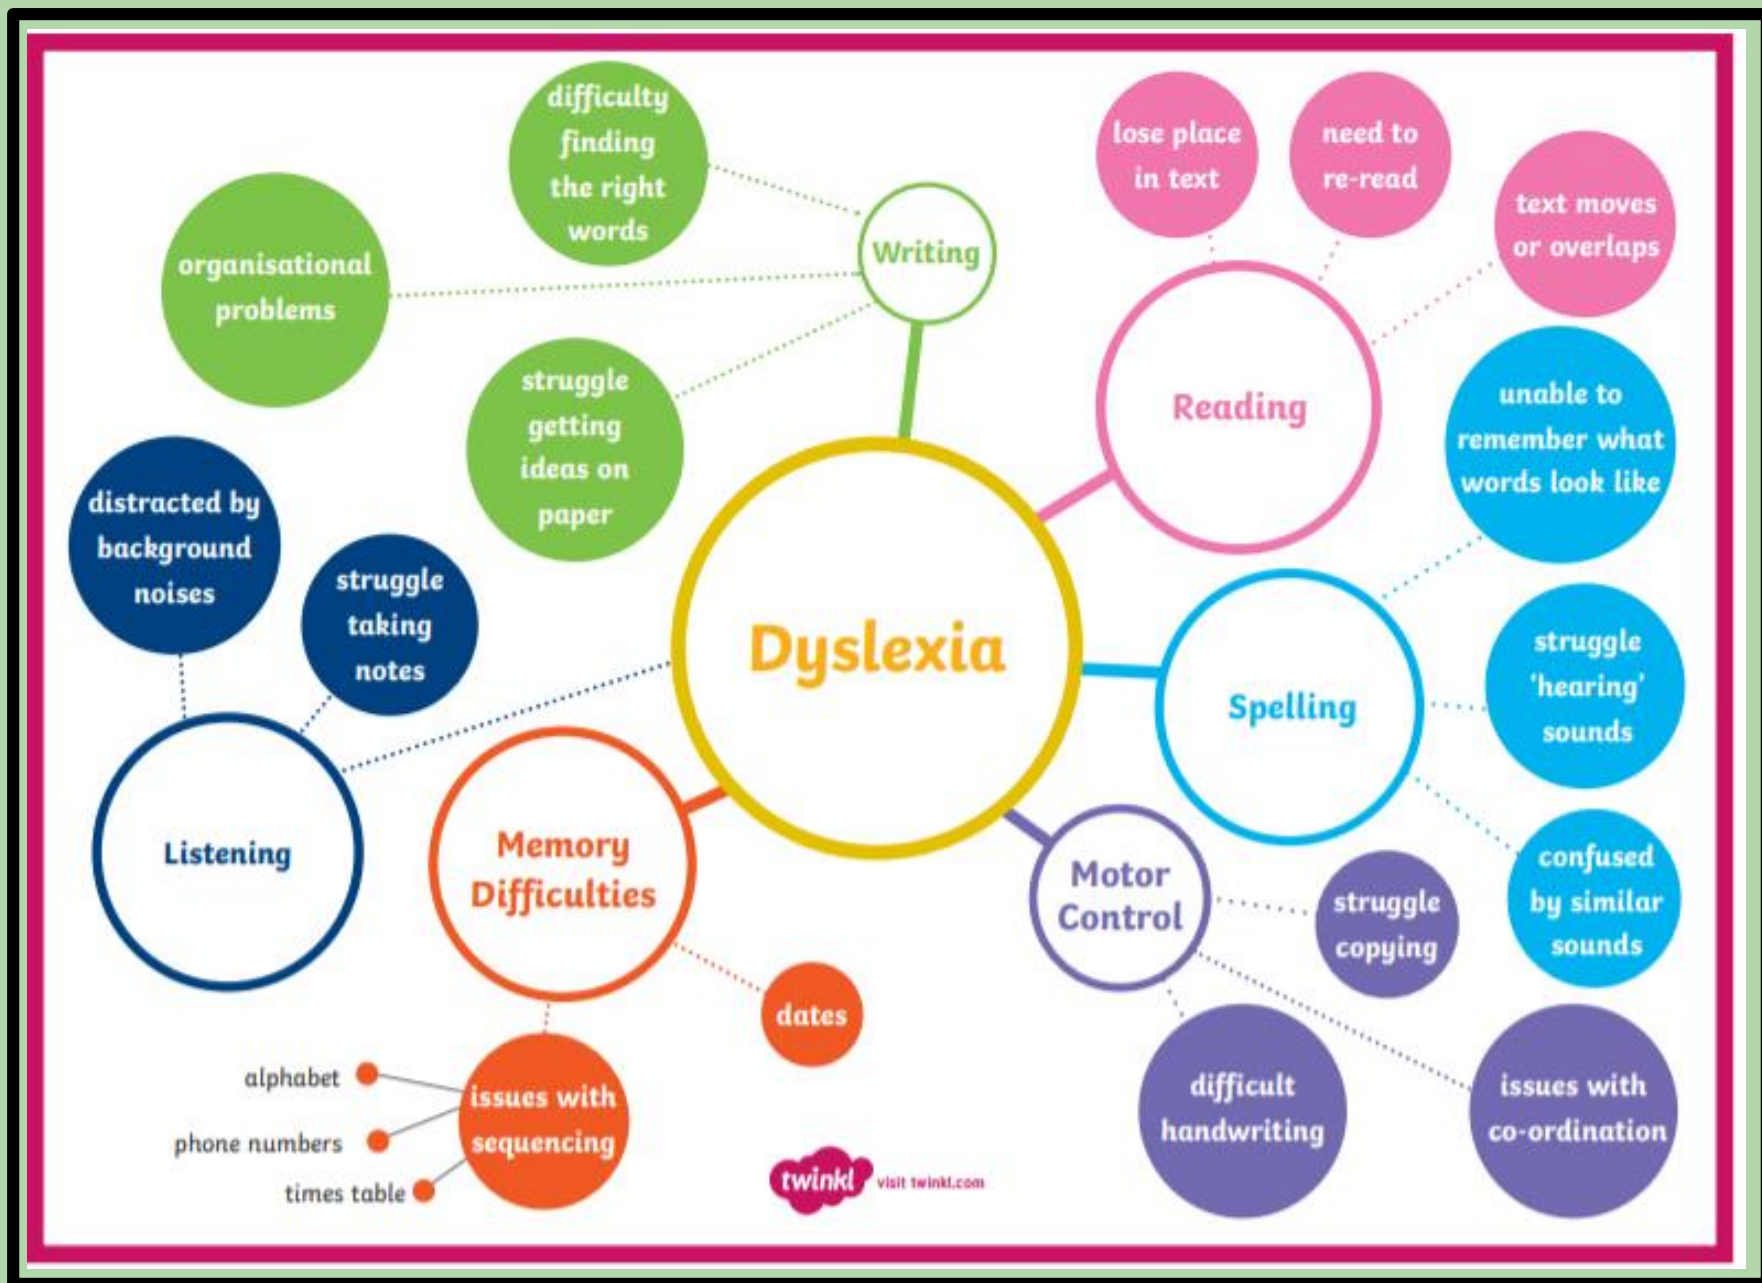 difficulty
finding
the right
words
organisational
problems
struggle
getting
ideas on
paper
Writing
lose place
in text
need to
re-read
text moves
or overlaps
Reading
unable to
remember what
words look like
struggle
'hearing'
sounds
confused
by similar
sounds
Spelling
Dyslexia
distracted by
background
noises
struggle
taking
notes
Listening
Memory
Difficulties
dates
issues with
sequencing
alphabet
phone numbers
times table
Motor
Control
struggle
copying
difficult
handwriting
issues with
co-ordination
twinkl visit twinkl.com